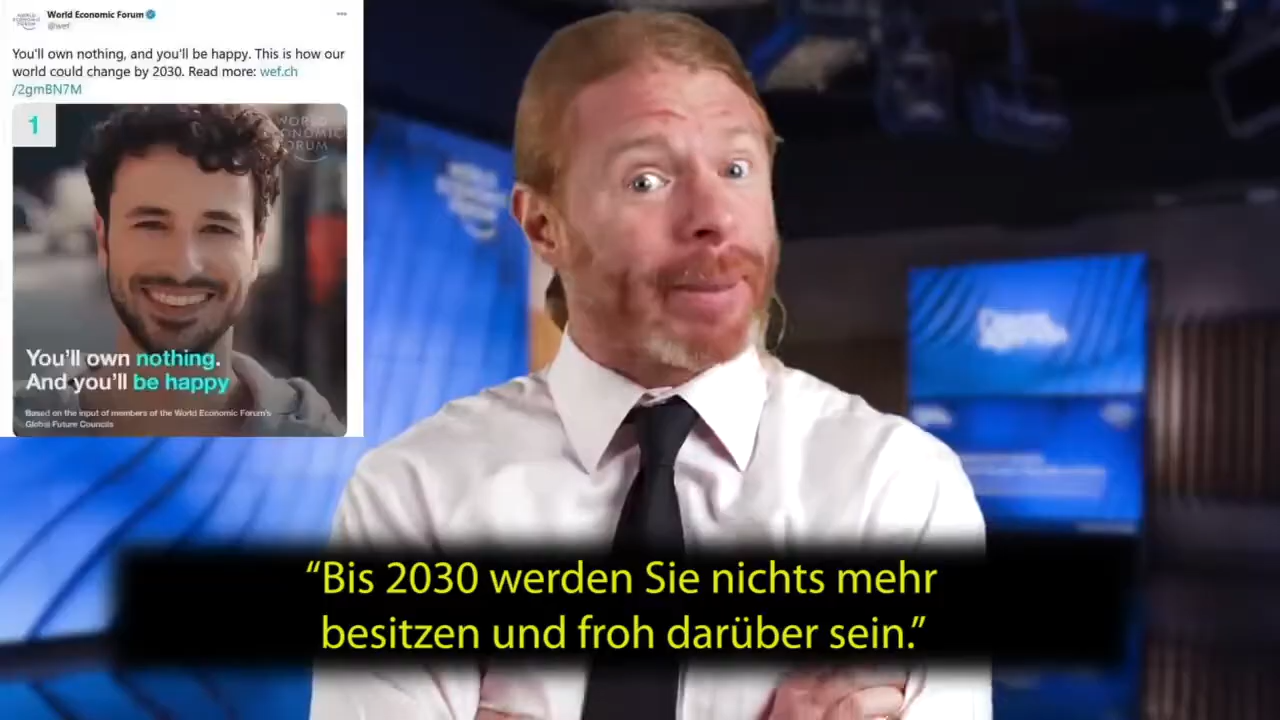 World Economic Forum
@wef
You'll own nothing, and you'll be happy. This is how our
world could change by 2030. Read more: wef.ch
/2gmBN7M
1
WORLD
ECONOMIC
FORUM
You'll own nothing.
And you'll be happy
Based on the input of members of the World Economic Forum's
Global Future Councils
“Bis 2030 werden Sie nichts mehr
besitzen und froh darüber sein.”